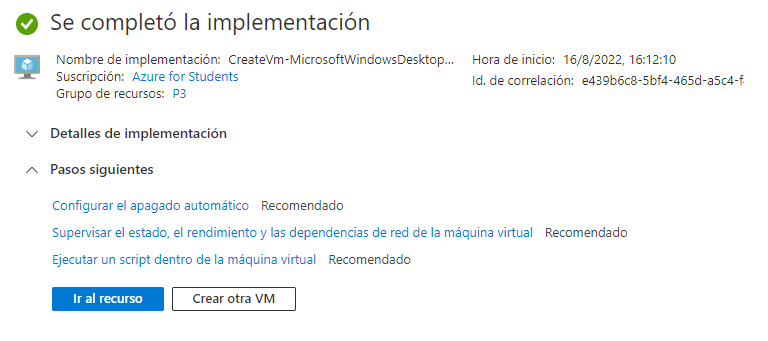 Se completó la implementación
Nombre de implementación: CreateVm-MicrosoftWindowsDesktop... Hora de inicio: 16/8/2022, 16:12:10
Suscripción: Azure for Students Id. de correlación: e439b6c8-5bf4-465d-a5c4-f
Grupo de recursos: P3
Detalles de implementación
Pasos siguientes
Configurar el apagado automático Recomendado
Supervisar el estado, el rendimiento y las dependencias de red de la máquina virtual Recomendado
Ejecutar un script dentro de la máquina virtual Recomendado
Ir al recurso Crear otra VM